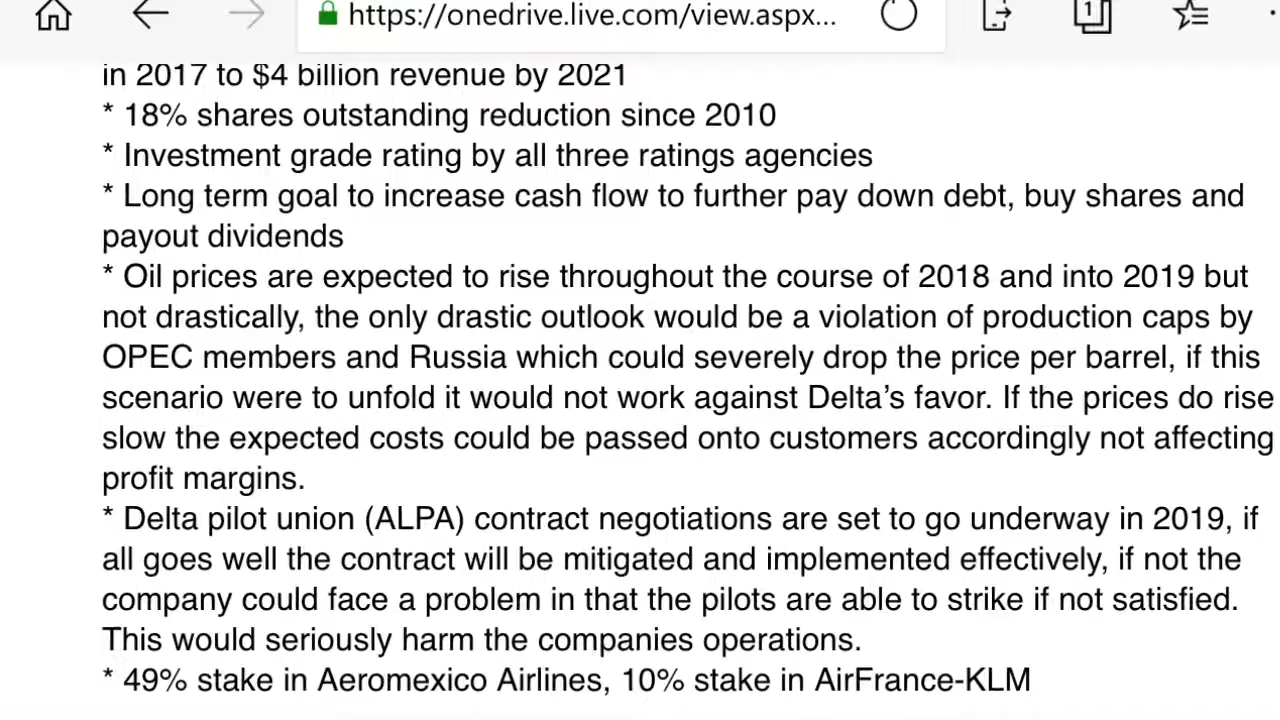 https://onedrive.live.com/view.aspx...
1
in 2017 to $4 billion revenue by 2021
* 18% shares outstanding reduction since 2010
* Investment grade rating by all three ratings agencies
* Long term goal to increase cash flow to further pay down debt, buy shares and
payout dividends
* Oil prices are expected to rise throughout the course of 2018 and into 2019 but
not drastically, the only drastic outlook would be a violation of production caps by
OPEC members and Russia which could severely drop the price per barrel, if this
scenario were to unfold it would not work against Delta’s favor. If the prices do rise
slow the expected costs could be passed onto customers accordingly not affecting
profit margins.
* Delta pilot union (ALPA) contract negotiations are set to go underway in 2019, if
all goes well the contract will be mitigated and implemented effectively, if not the
company could face a problem in that the pilots are able to strike if not satisfied.
This would seriously harm the companies operations.
* 49% stake in Aeromexico Airlines, 10% stake in AirFrance-KLM